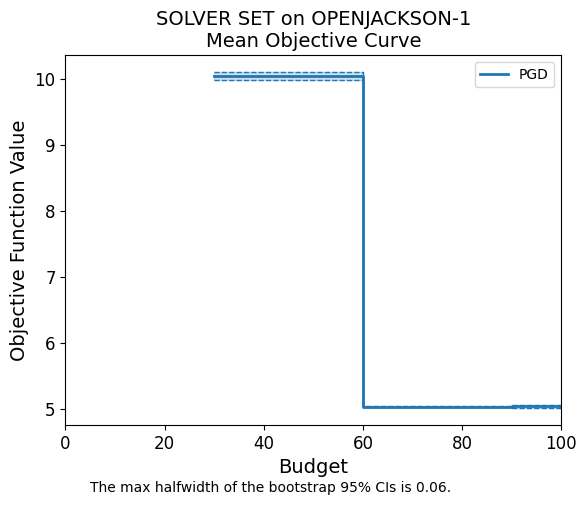 SOLVER SET on OPENJACKSON-1
Mean Objective Curve
PGD
Objective Function Value
10
9
8
7
6
5
0 20 40 60 80 100
Budget
The max halfwidth of the bootstrap 95% CIs is 0.06.